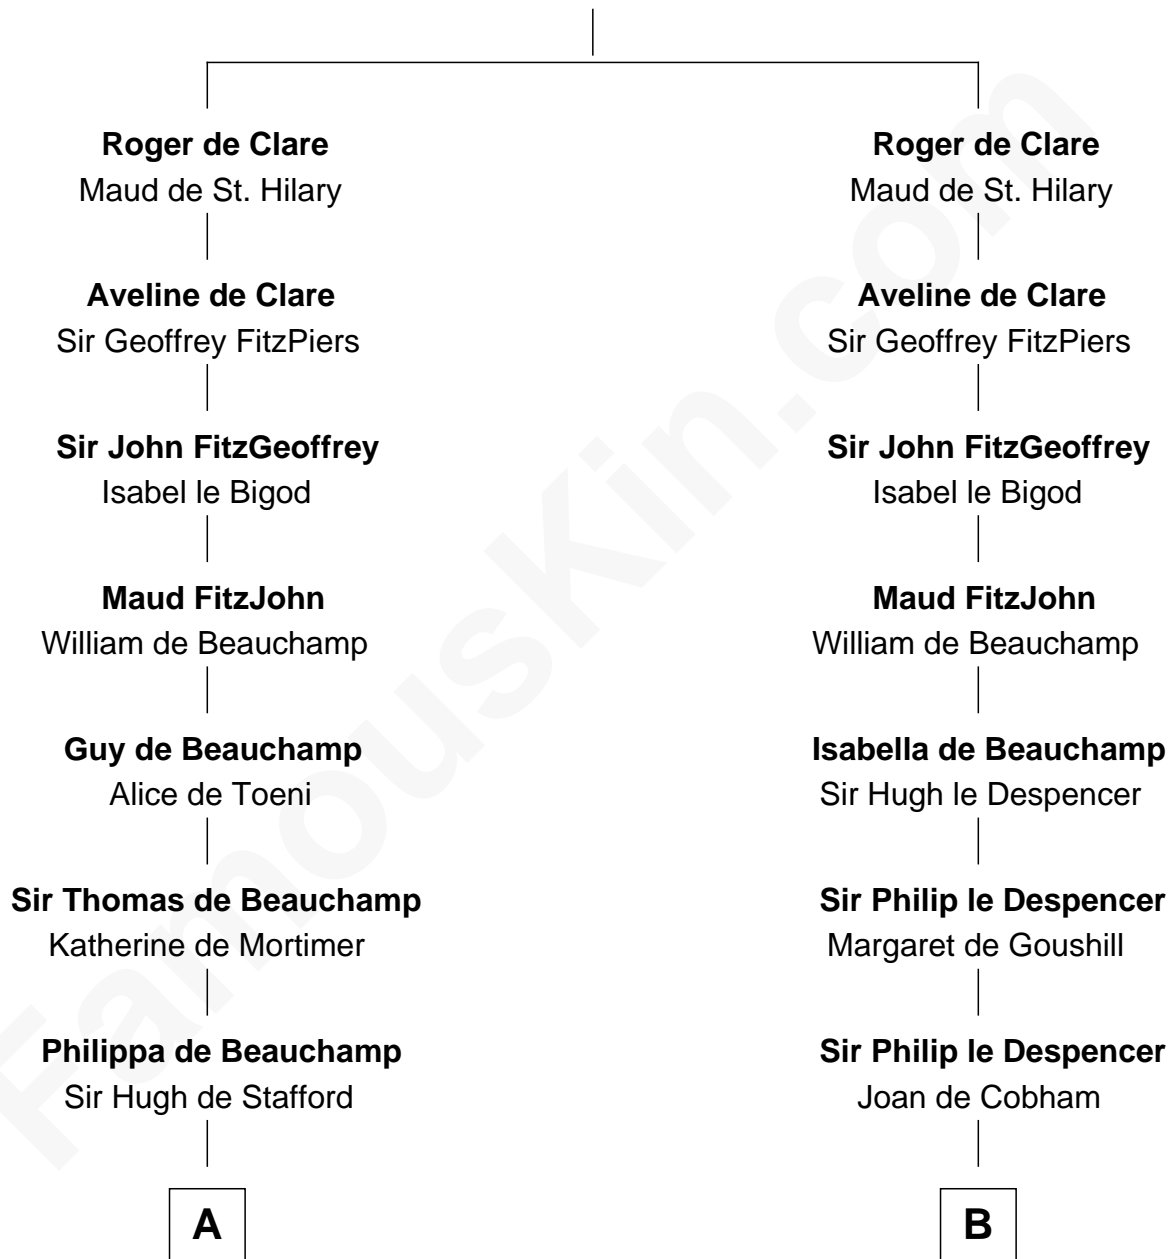 Roger de Clare
Maud de St. Hilary
Aveline de Clare
Sir Geoffrey FitzPiers
Sir John FitzGeoffrey
Isabel le Bigod
Maud FitzJohn
William de Beauchamp
Guy de Beauchamp
Alice de Toeni
Sir Thomas de Beauchamp
Katherine de Mortimer
Philippa de Beauchamp
Sir Hugh de Stafford
A
Roger de Clare
Maud de St. Hilary
Aveline de Clare
Sir Geoffrey FitzPiers
Sir John FitzGeoffrey
Isabel le Bigod
Maud FitzJohn
William de Beauchamp
Isabella de Beauchamp
Sir Hugh le Despencer
Sir Philip le Despencer
Margaret de Goushill
Sir Philip le Despencer
Joan de Cobham
B
FamousKin.com